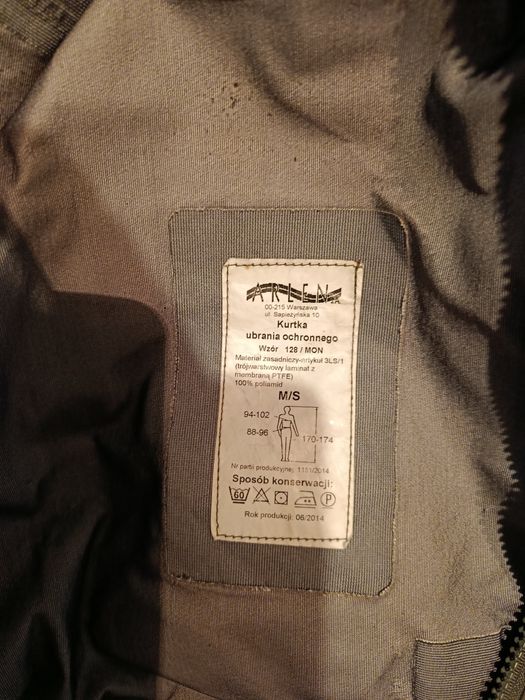 ARLEN
00-215 Warszawa
ul. Sapieżyńska 10
Kurtka
ubrania ochronnego
Wzór 128 / MON
Materiał zasadniczy-artykuł 3LS/1
(trójwarstwowy laminat z
membraną PTFE)
100% poliamid
M/S
94-102
88-96
170-174
Nr partii produkcyjnej 1151/2014
Sposób konserwacji:
60 P
Rok produkcji: 06/2014